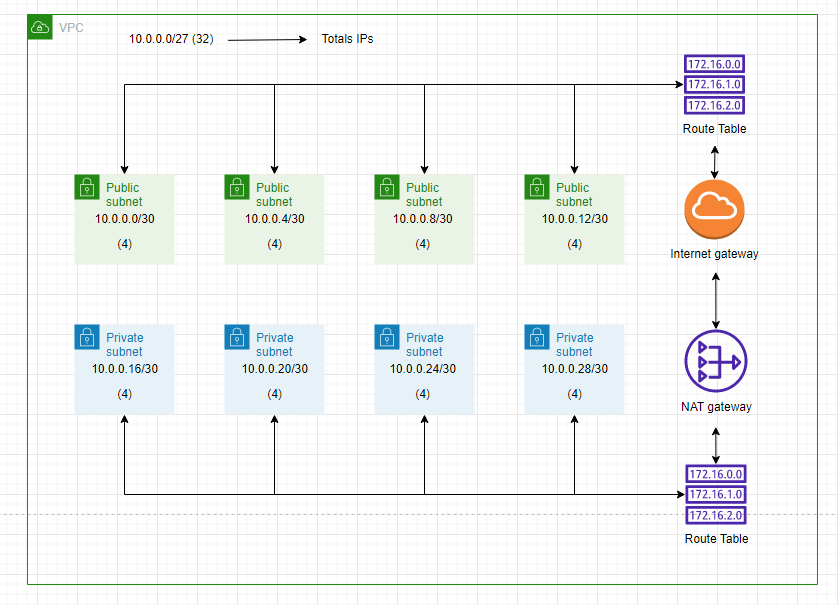 VPC
10.0.0.0/27 (32)
Totals IPs
172.16.0.0
172.16.1.0
172.16.2.0
Route Table
Public
subnet
10.0.0.0/30
(4)
Public
subnet
10.0.0.4/30
(4)
Public
subnet
10.0.0.8/30
(4)
Public
subnet
10.0.0.12/30
(4)
Internet gateway
Private
subnet
10.0.0.16/30
(4)
Private
subnet
10.0.0.20/30
(4)
Private
subnet
10.0.0.24/30
(4)
Private
subnet
10.0.0.28/30
(4)
NAT gateway
172.16.0.0
172.16.1.0
172.16.2.0
Route Table